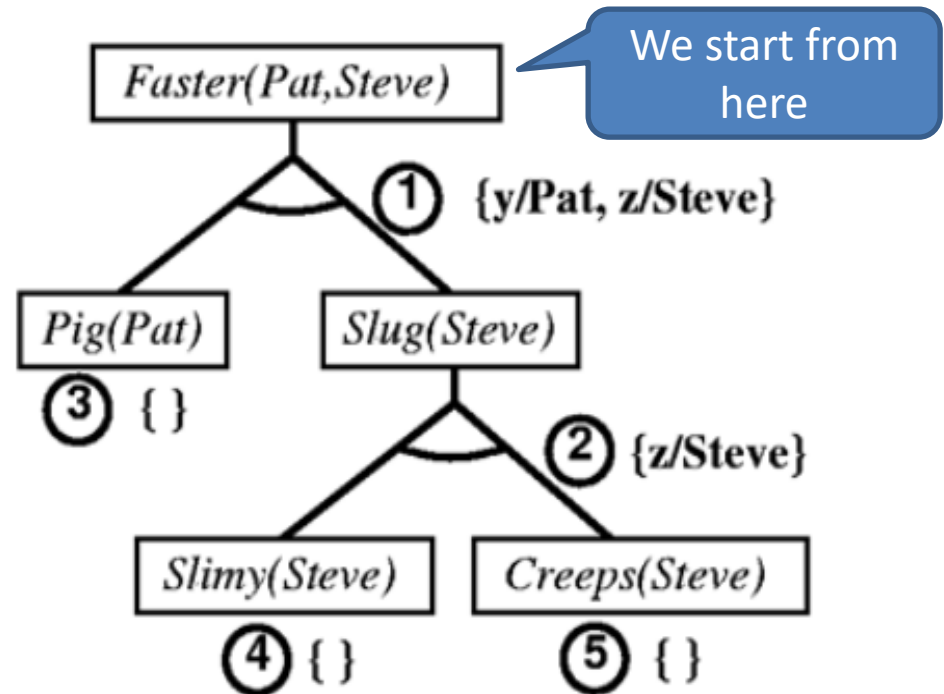 We start from
here
Faster(Pat,Steve)
1 {y/Pat, z/Steve}
Pig(Pat) Slug(Steve)
3 { }
2 {z/Steve}
Slimy(Steve) Creeps(Steve)
4 { } 5 { }